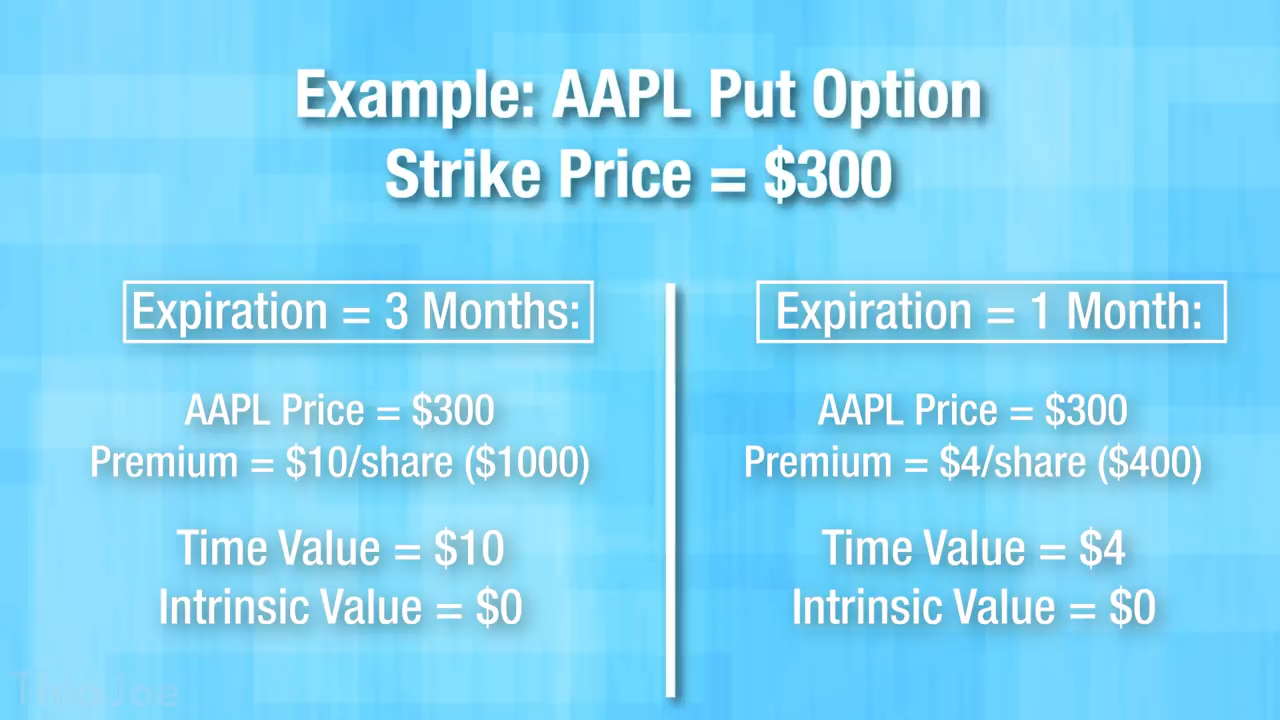 Example: AAPL Put Option
Strike Price = $300
Expiration = 3 Months:
AAPL Price = $300
Premium = $10/share ($1000)
Time Value = $10
Intrinsic Value = $0
Expiration = 1 Month:
AAPL Price = $300
Premium = $4/share ($400)
Time Value = $4
Intrinsic Value = $0